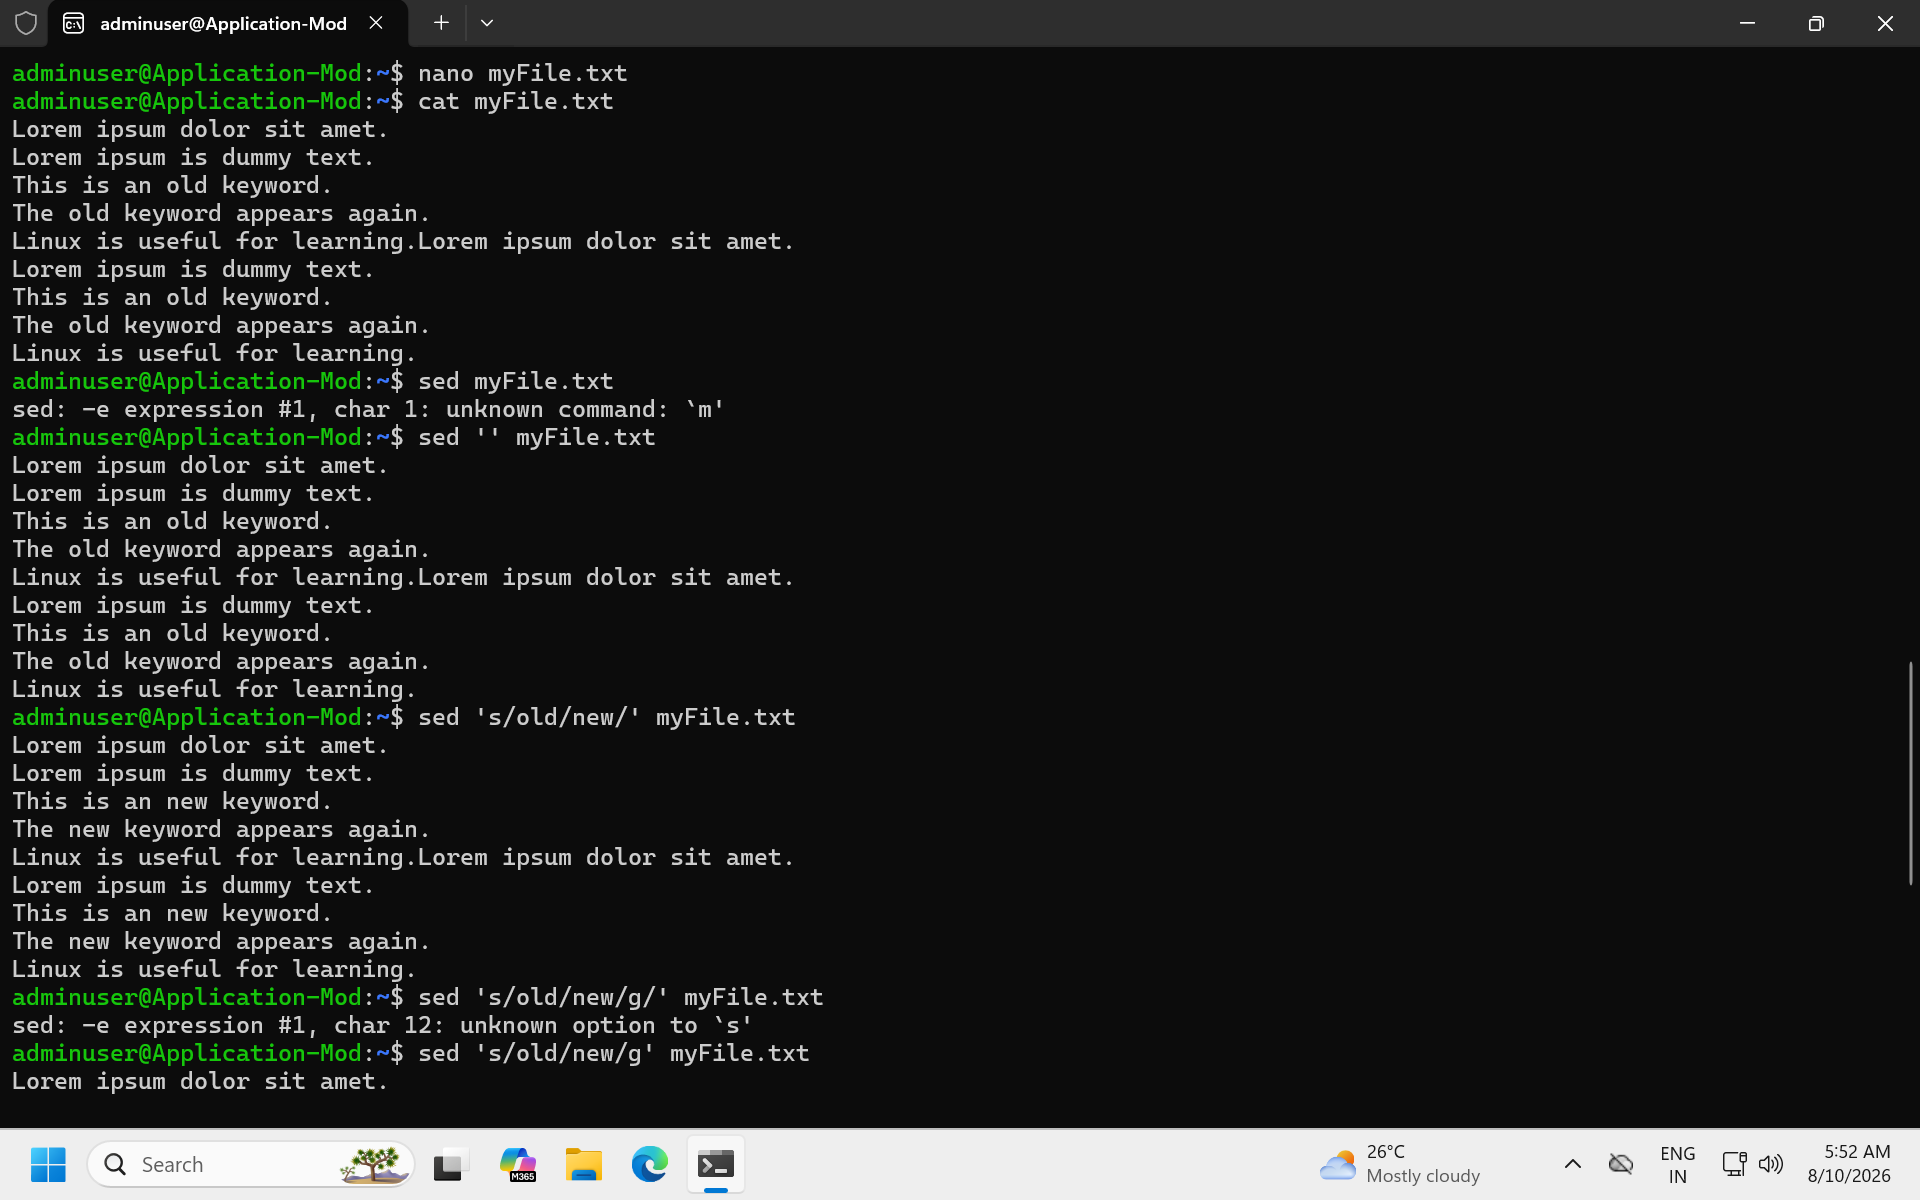 adminuser@Application-Mod
adminuser@Application-Mod:~$ nano myFile.txt
adminuser@Application-Mod:~$ cat myFile.txt
Lorem ipsum dolor sit amet.
Lorem ipsum is dummy text.
This is an old keyword.
The old keyword appears again.
Linux is useful for learning.Lorem ipsum dolor sit amet.
Lorem ipsum is dummy text.
This is an old keyword.
The old keyword appears again.
Linux is useful for learning.
adminuser@Application-Mod:~$ sed myFile.txt
sed: -e expression #1, char 1: unknown command: `m'
adminuser@Application-Mod:~$ sed '' myFile.txt
Lorem ipsum dolor sit amet.
Lorem ipsum is dummy text.
This is an old keyword.
The old keyword appears again.
Linux is useful for learning.Lorem ipsum dolor sit amet.
Lorem ipsum is dummy text.
This is an old keyword.
The old keyword appears again.
Linux is useful for learning.
adminuser@Application-Mod:~$ sed 's/old/new/' myFile.txt
Lorem ipsum dolor sit amet.
Lorem ipsum is dummy text.
This is an new keyword.
The new keyword appears again.
Linux is useful for learning.Lorem ipsum dolor sit amet.
Lorem ipsum is dummy text.
This is an new keyword.
The new keyword appears again.
Linux is useful for learning.
adminuser@Application-Mod:~$ sed 's/old/new/g/' myFile.txt
sed: -e expression #1, char 12: unknown option to `s'
adminuser@Application-Mod:~$ sed 's/old/new/g' myFile.txt
Lorem ipsum dolor sit amet.
Search
M365
26°C
Mostly cloudy
ENG
IN
5:52 AM
8/10/2026